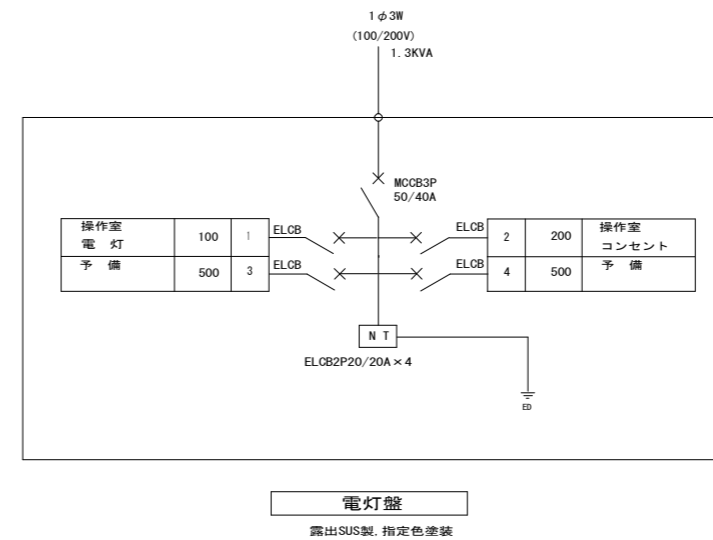 1φ3W
(100/200V)
1.3KVA
MCCB3P
50/40A
操作室
電 灯
100
1
ELCB
ELCB
2
200
操作室
コンセント
予 備
500
3
ELCB
ELCB
4
500
予 備
N T
ELCB2P20/20A×4
ED
電灯盤
露出SUS製,指定色塗装